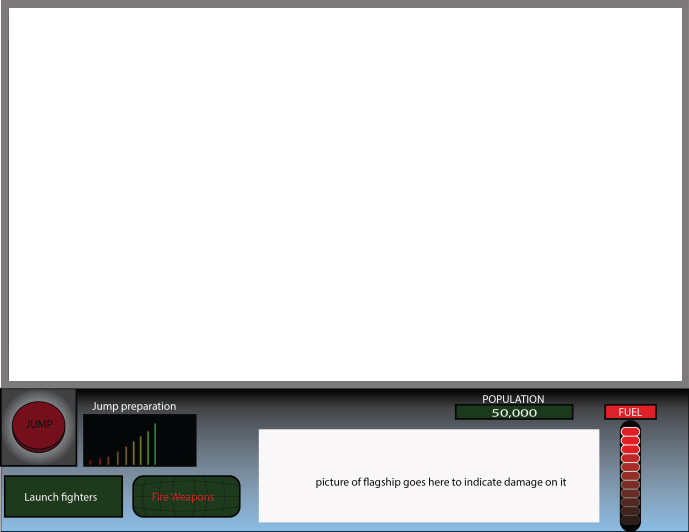 JUMP
Jump preparation
POPULATION
50,000
FUEL
picture of flagship goes here to indicate damage on it
Launch fighters
Fire Weapons